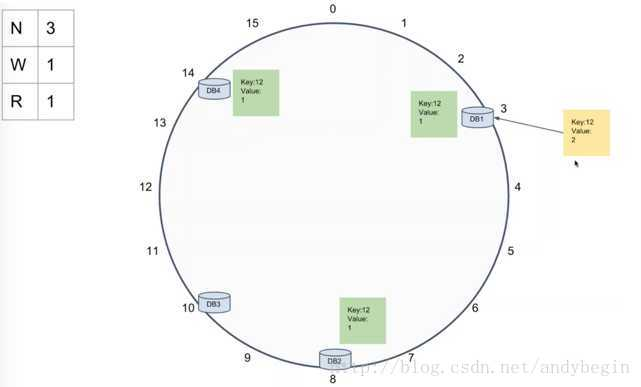 N 3
W 1
R 1
0
1
2
3
4
5
6
7
8
9
10
11
12
13
14
15
DB4
Key:12
Value:
1
Key:12
Value:
1
DB1
Key:12
Value:
2
DB3
Key:12
Value:
1
DB2
http://blog.csdn.net/andybegin